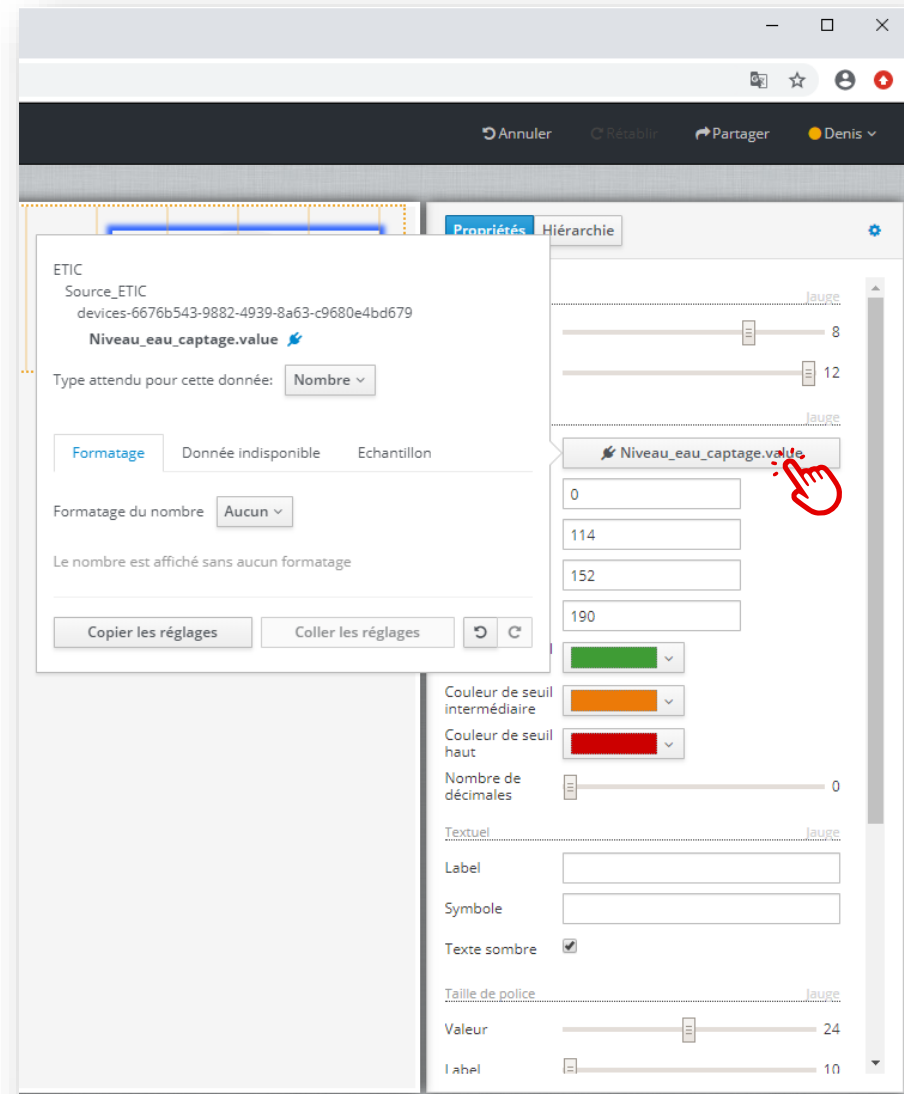 Annuler Rétablir Partager Denis
Propriétés Hiérarchie
ETIC
Source_ETIC
devices-6676b543-9882-4939-8a63-c9680e4bd679
Niveau_eau_captage.value
Type attendu pour cette donnée: Nombre
Formatage Donnée indisponible Echantillon
Formatage du nombre Aucun
Le nombre est affiché sans aucun formatage
Copier les réglages Coller les réglages
Jauge
8
12
Jauge
Niveau_eau_captage.value
0
114
152
190
Couleur de seuil
intermédiaire
Couleur de seuil
haut
Nombre de
décimales 0
Textuel Jauge
Label
Symbole
Texte sombre
Taille de police Jauge
Valeur 24
Label 10